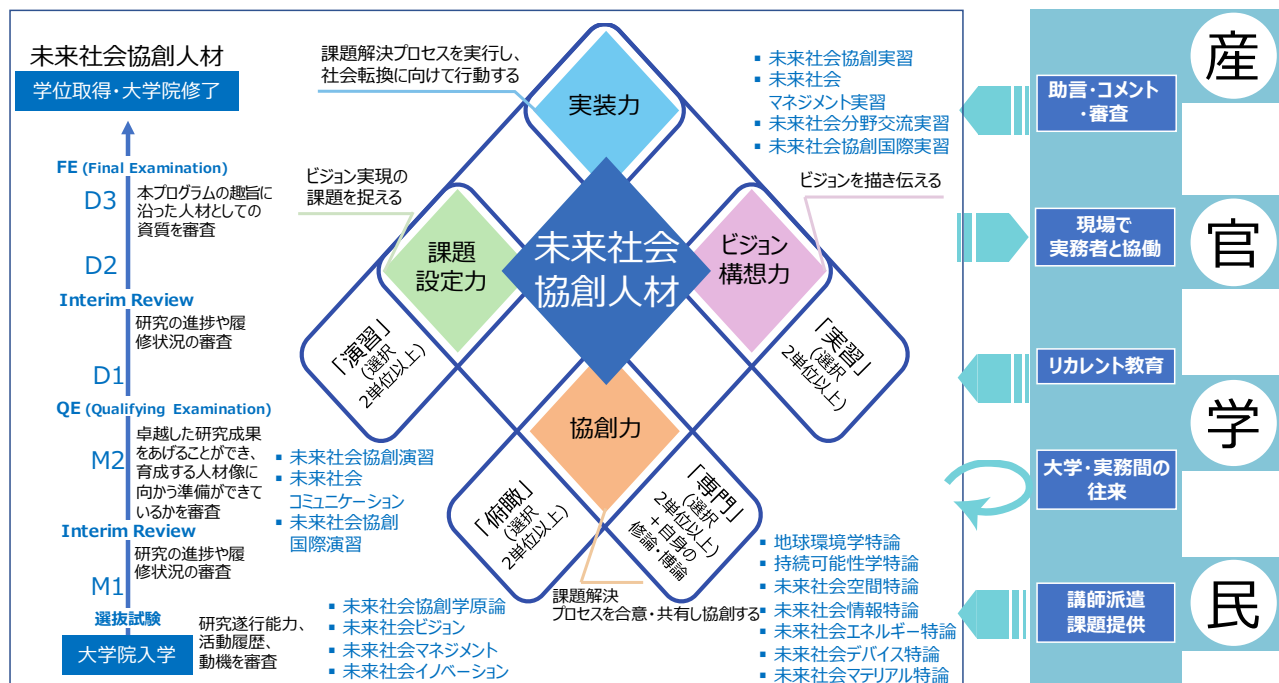 未来社会協創人材
学位取得・大学院修了
FE (Final Examination)
D3
本プログラムの趣旨に
沿った人材としての
資質を審査
D2
Interim Review
研究の進捗や履
修状況の審査
D1
QE (Qualifying Examination)
M2
卓越した研究成果
をあげることができ、
育成する人材像に
向かう準備ができて
いるかを審査
Interim Review
研究の進捗や履
修状況の審査
M1
選抜試験
大学院入学
研究遂行能力、
活動履歴、
動機を審査
課題解決プロセスを実行し、
社会転換に向けて行動する
実装力
ビジョン実現の
課題を捉える
課題
設定力
未来社会
協創人材
ビジョンを描き伝える
ビジョン
構想力
協創力
課題解決
プロセスを合意・共有し協創する
「演習」
(選択
2単位以上)
「実習」
(選択
2単位以上)
「俯瞰」
(選択
2単位以上)
「専門」
(選択
2単位以上)
+自身の
修論・博論
▪ 未来社会協創実習
▪ 未来社会
マネジメント実習
▪ 未来社会分野交流実習
▪ 未来社会協創国際実習
▪ 未来社会協創演習
▪ 未来社会
コミュニケーション
▪ 未来社会協創
国際演習
▪ 未来社会協創学原論
▪ 未来社会ビジョン
▪ 未来社会マネジメント
▪ 未来社会イノベーション
▪ 地球環境学特論
▪ 持続可能性学特論
▪ 未来社会空間特論
▪ 未来社会情報特論
▪ 未来社会エネルギー特論
▪ 未来社会デバイス特論
▪ 未来社会マテリアル特論
助言・コメント
・審査
現場で
実務者と協働
リカレント教育
大学・実務間の
往来
講師派遣
課題提供
産
官
学
民